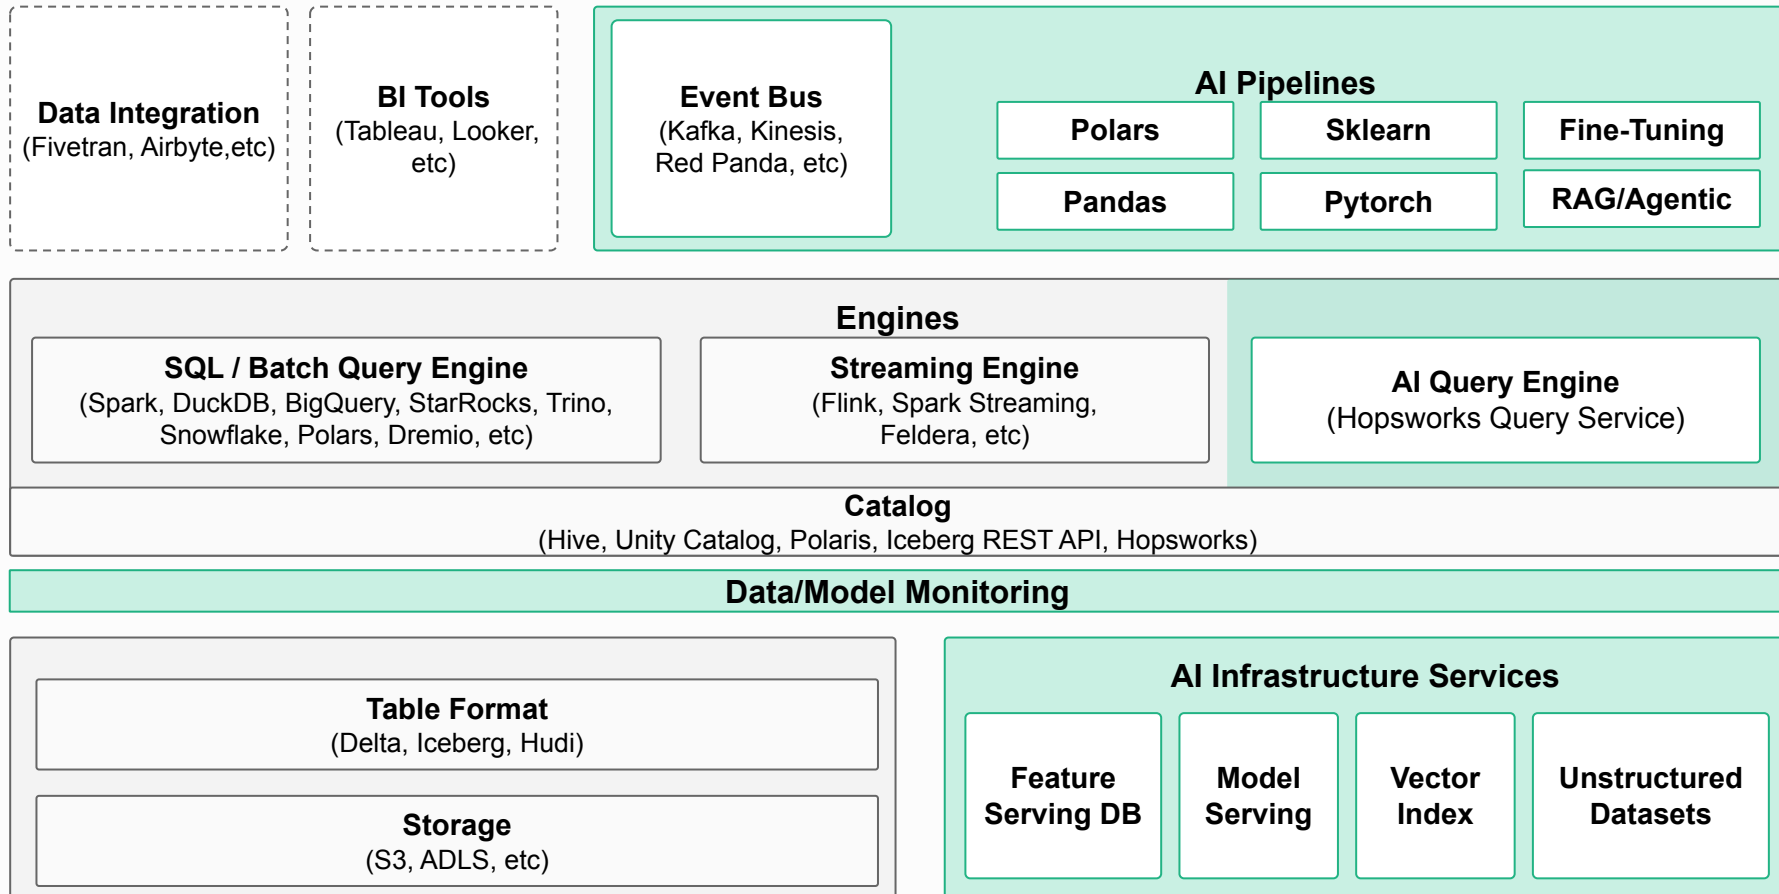 Data Integration
(Fivetran, Airbyte,etc)
BI Tools
(Tableau, Looker,
etc)
Event Bus
(Kafka, Kinesis,
Red Panda, etc)
AI Pipelines
Polars
Sklearn
Fine-Tuning
Pandas
Pytorch
RAG/Agentic
Engines
SQL / Batch Query Engine
(Spark, DuckDB, BigQuery, StarRocks, Trino,
Snowflake, Polars, Dremio, etc)
Streaming Engine
(Flink, Spark Streaming,
Feldera, etc)
AI Query Engine
(Hopsworks Query Service)
Catalog
(Hive, Unity Catalog, Polaris, Iceberg REST API, Hopsworks)
Data/Model Monitoring
Table Format
(Delta, Iceberg, Hudi)
Storage
(S3, ADLS, etc)
AI Infrastructure Services
Feature
Serving DB
Model
Serving
Vector
Index
Unstructured
Datasets